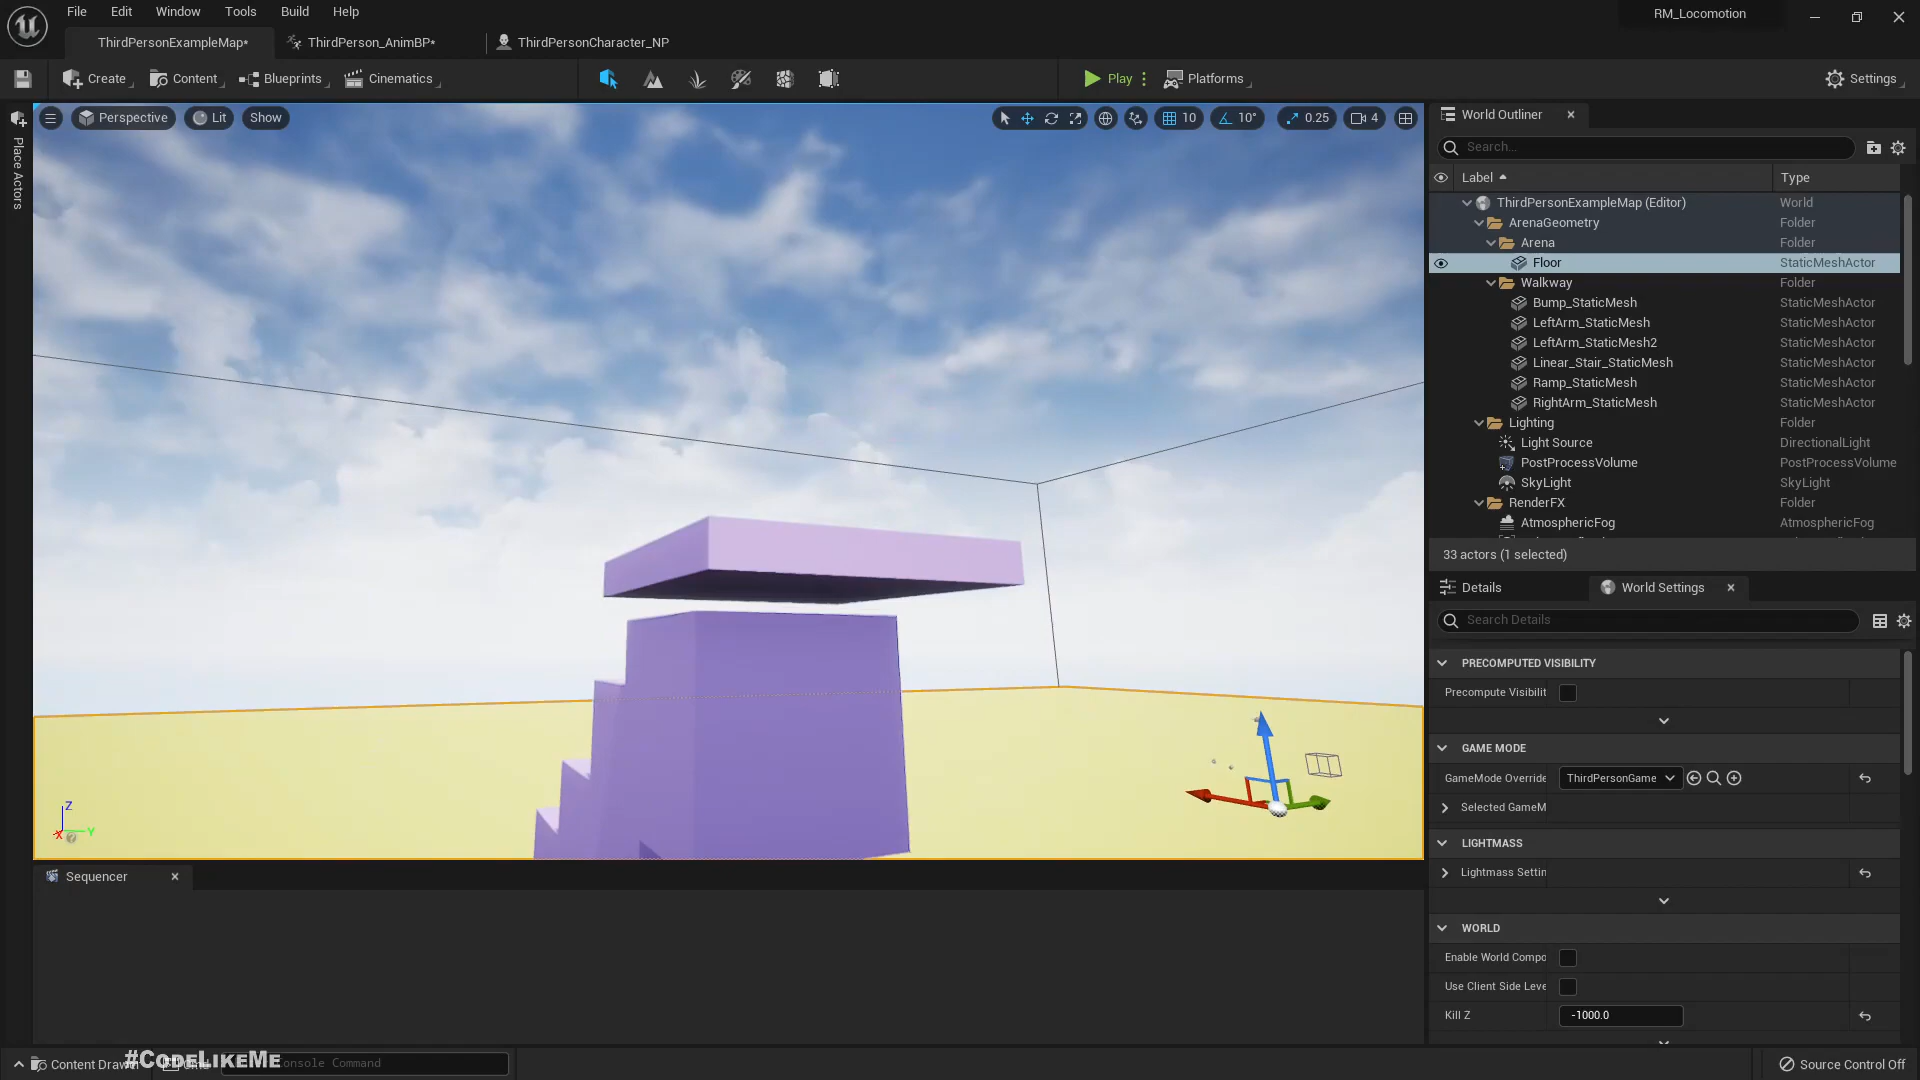 File Edit Window Tools Build Help
RM_Locomotion
ThirdPersonExampleMap* ThirdPerson_AnimBP* ThirdPersonCharacter_NP
Create Content Blueprints Cinematics Play Platforms Settings
Place Actors
Perspective Lit Show 10 10° 0.25 4
World Outliner
Search...
Label Type
ThirdPersonExampleMap (Editor) World
ArenaGeometry Folder
Arena Folder
Floor StaticMeshActor
Walkway Folder
Bump_StaticMesh StaticMeshActor
LeftArm_StaticMesh StaticMeshActor
LeftArm_StaticMesh2 StaticMeshActor
Linear_Stair_StaticMesh StaticMeshActor
Ramp_StaticMesh StaticMeshActor
RightArm_StaticMesh StaticMeshActor
Lighting Folder
Light Source DirectionalLight
PostProcessVolume PostProcessVolume
SkyLight SkyLight
RenderFX Folder
AtmosphericFog AtmosphericFog
33 actors (1 selected)
Details World Settings
Search Details
PRECOMPUTED VISIBILITY
Precompute Visibilit
GAME MODE
GameMode Override ThirdPersonGame
Selected GameM
LIGHTMASS
Lightmass Settin
WORLD
Enable World Compo
Use Client Side Leve
Kill Z -1000.0
Z
X Y
Sequencer
Content Drawer #CodeLikeMe Cmd Console Command
Source Control Off